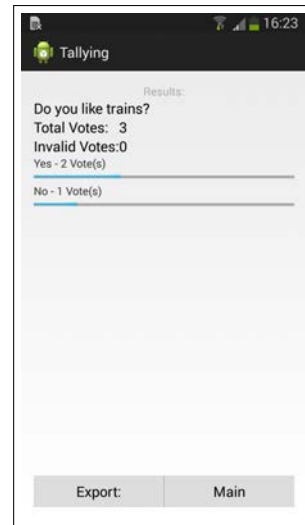 16:23
Tallying
Results:
Do you like trains?
Total Votes: 3
Invalid Votes:0
Yes - 2 Vote(s)
No - 1 Vote(s)
Export: Main